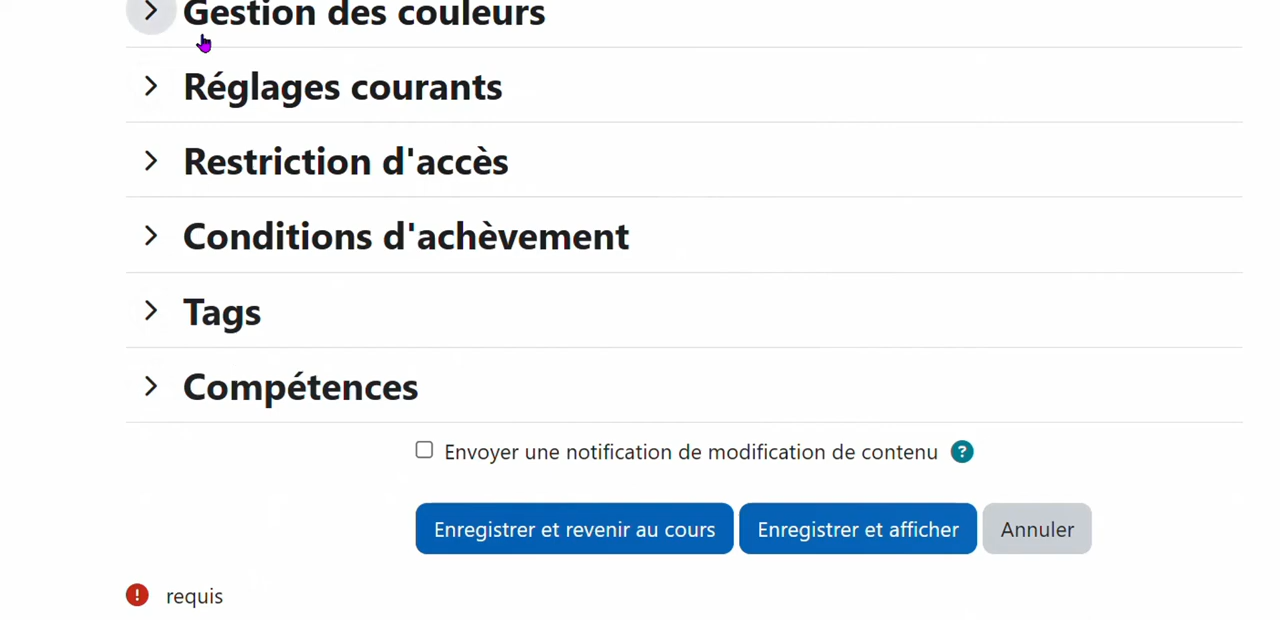 Gestion des couleurs
Réglages courants
Restriction d'accès
Conditions d'achèvement
Tags
Compétences
Envoyer une notification de modification de contenu ?
Enregistrer et revenir au cours Enregistrer et afficher Annuler
! requis